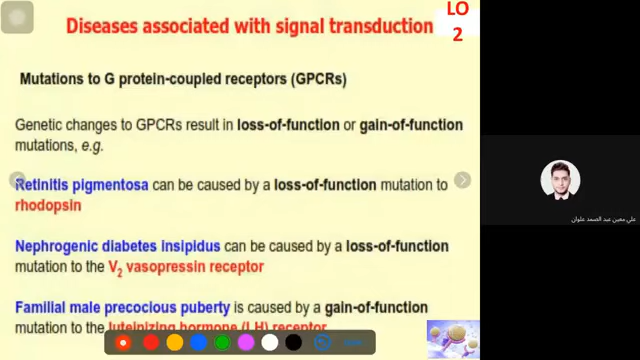 Diseases associated with signal transduction
LO
2
Mutations to G protein-coupled receptors (GPCRs)
Genetic changes to GPCRs result in loss-of-function or gain-of-function
mutations, e.g.
Retinitis pigmentosa can be caused by a loss-of-function mutation to
rhodopsin
Nephrogenic diabetes insipidus can be caused by a loss-of-function
mutation to the V2 vasopressin receptor
Familial male precocious puberty is caused by a gain-of-function
mutation to the luteinizing hormone (LH) receptor
علي معين عبد الصمد علوان